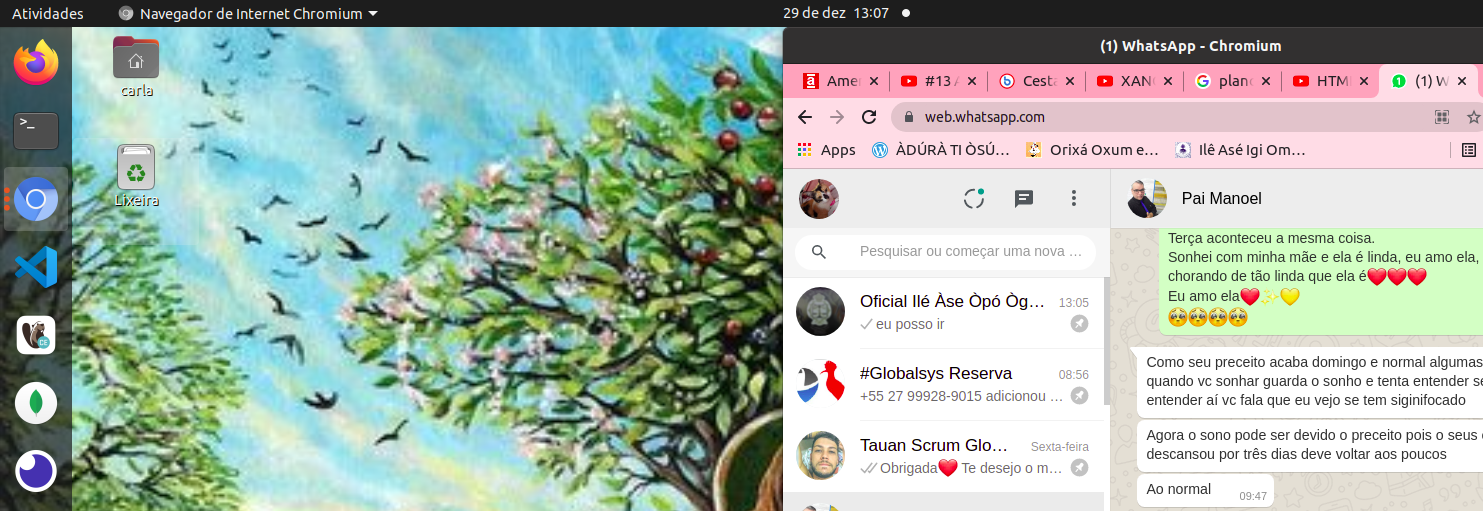 Atividades
Navegador de Internet Chromium
29 de dez 13:07
carla
Lixeira
(1) WhatsApp - Chromium
Amer
#13 A
Cesta
XANG
plano
HTML
(1) W
web.whatsapp.com
Apps
ÀDÚRÀ TI ÒSÚ…
Orixá Oxum e…
Ilê Asé Igi Om…
Pai Manoel
Pesquisar ou começar uma nova …
Oficial Ilé Àse Òpó Òg… 13:05
eu posso ir
#Globalsys Reserva 08:56
+55 27 99928-9015 adicionou …
Tauan Scrum Glo… Sexta-feira
Obrigada❤️ Te desejo o m…
Terça aconteceu a mesma coisa.
Sonhei com minha mãe e ela é linda, eu amo ela,
chorando de tão linda que ela é❤️❤️❤️
Eu amo ela❤️✨💛
🥺🥺🥺🥺
Como seu preceito acaba domingo e normal algumas
quando vc sonhar guarda o sonho e tenta entender se
entender aí vc fala que eu vejo se tem siginifocado
Agora o sono pode ser devido o preceito pois o seus
descansou por três dias deve voltar aos poucos
Ao normal 09:47